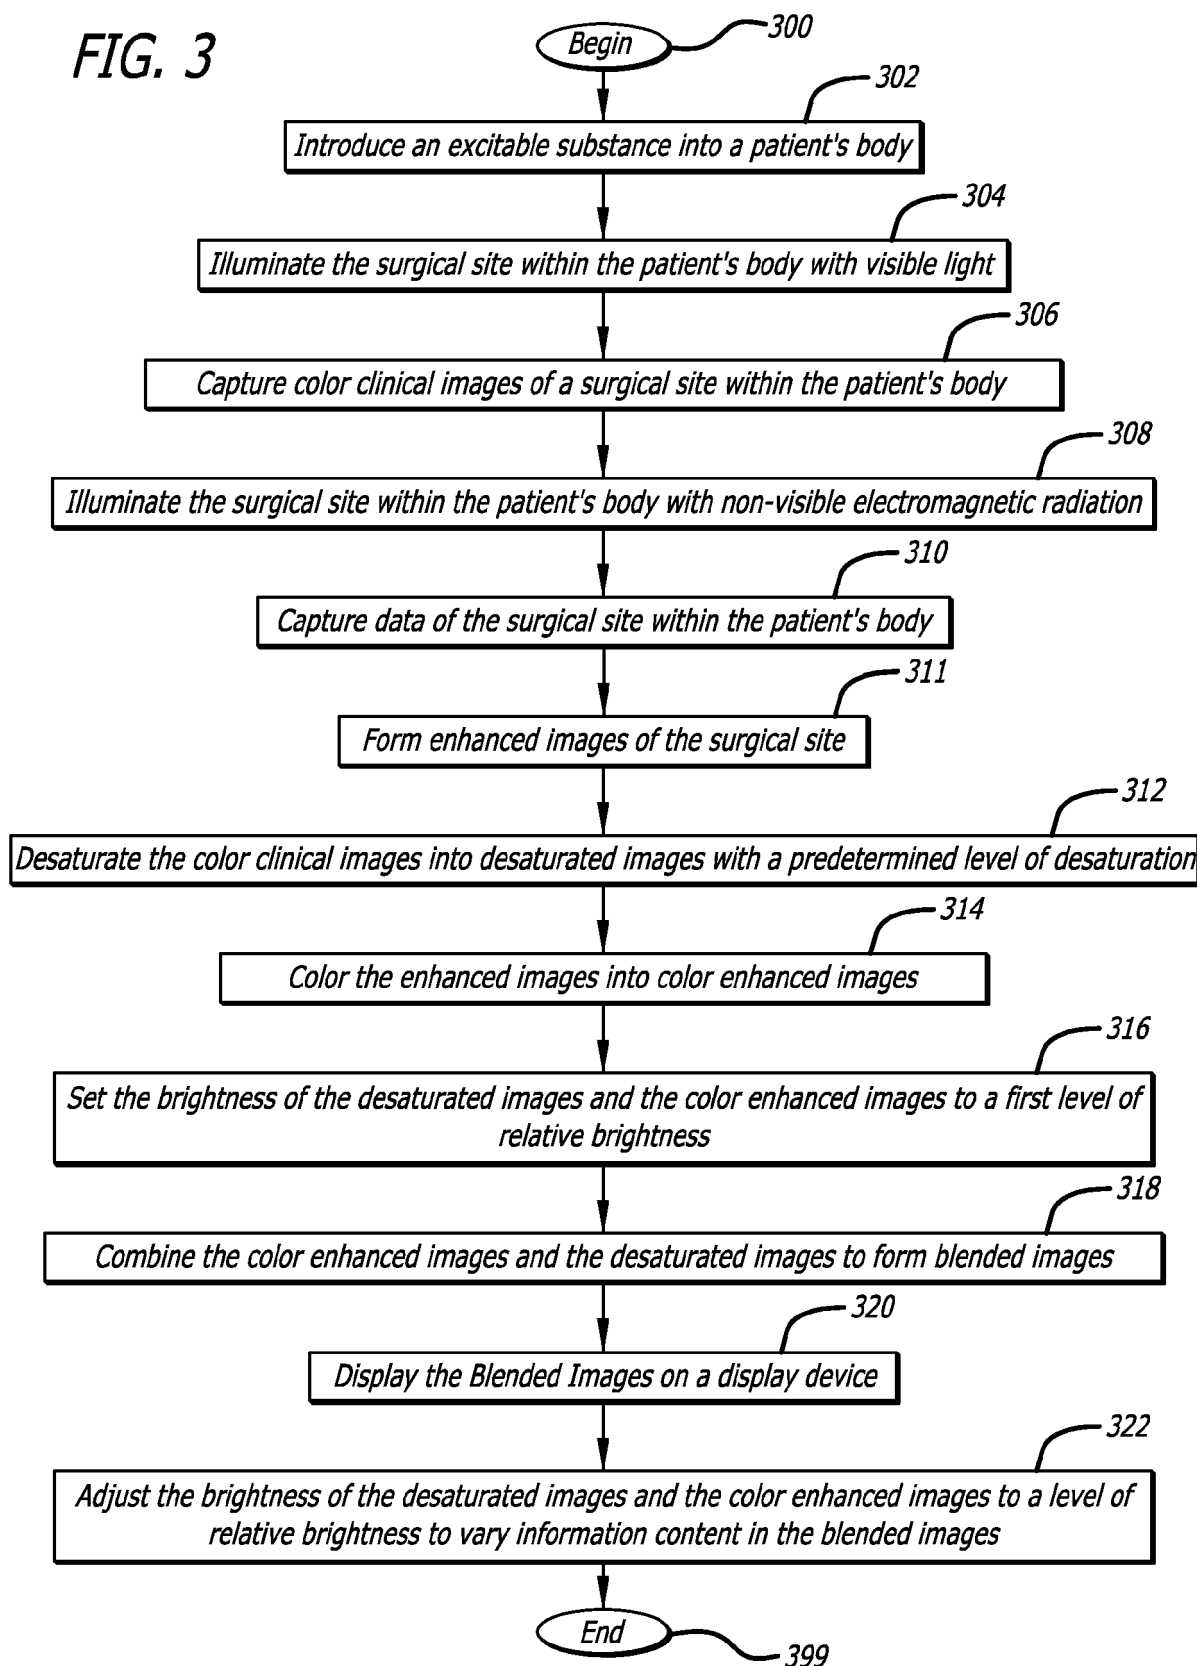 FIG. 3
Begin
300
302
Introduce an excitable substance into a patient's body
304
Illuminate the surgical site within the patient's body with visible light
306
Capture color clinical images of a surgical site within the patient's body
308
Illuminate the surgical site within the patient's body with non-visible electromagnetic radiation
310
Capture data of the surgical site within the patient's body
311
Form enhanced images of the surgical site
312
Desaturate the color clinical images into desaturated images with a predetermined level of desaturation
314
Color the enhanced images into color enhanced images
316
Set the brightness of the desaturated images and the color enhanced images to a first level of
relative brightness
318
Combine the color enhanced images and the desaturated images to form blended images
320
Display the Blended Images on a display device
322
Adjust the brightness of the desaturated images and the color enhanced images to a level of
relative brightness to vary information content in the blended images
End
399